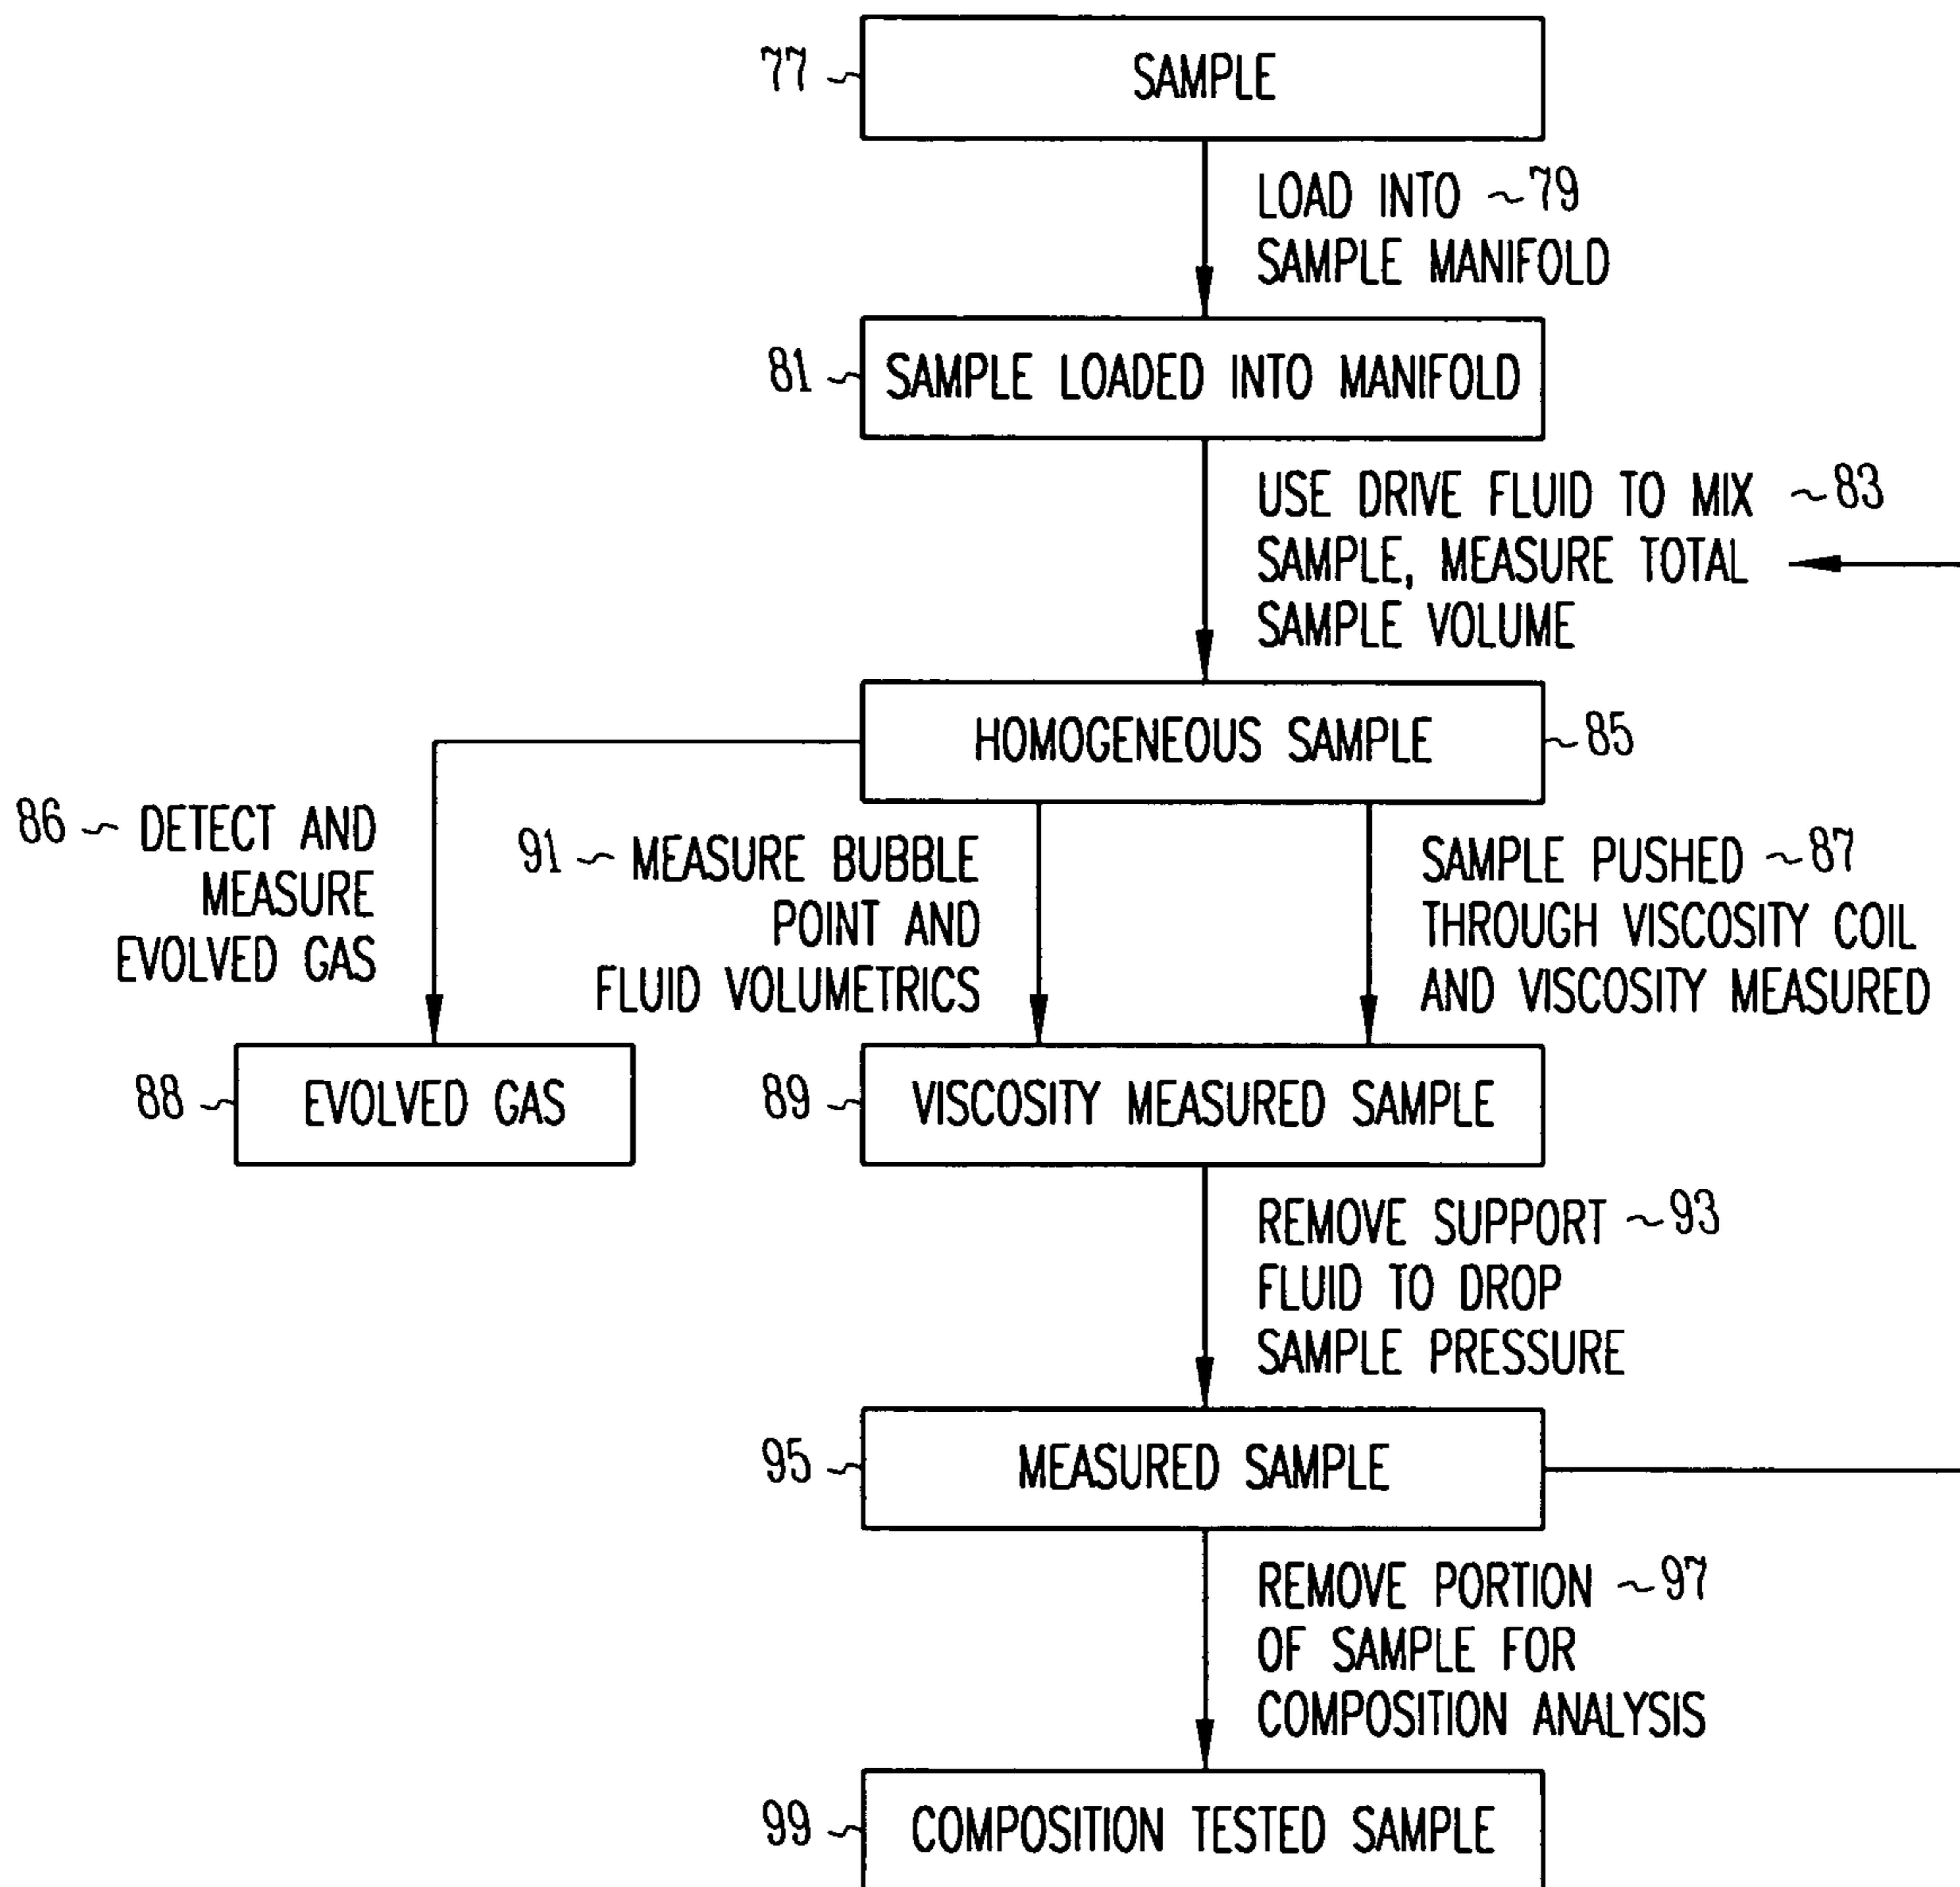 77
SAMPLE
LOAD INTO ~79
SAMPLE MANIFOLD
81
SAMPLE LOADED INTO MANIFOLD
USE DRIVE FLUID TO MIX ~83
SAMPLE, MEASURE TOTAL
SAMPLE VOLUME
HOMOGENEOUS SAMPLE
85
86 ~ DETECT AND
MEASURE
EVOLVED GAS
91 ~ MEASURE BUBBLE
POINT AND
FLUID VOLUMETRICS
SAMPLE PUSHED ~87
THROUGH VISCOSITY COIL
AND VISCOSITY MEASURED
88
EVOLVED GAS
89
VISCOSITY MEASURED SAMPLE
REMOVE SUPPORT ~93
FLUID TO DROP
SAMPLE PRESSURE
95
MEASURED SAMPLE
REMOVE PORTION ~97
OF SAMPLE FOR
COMPOSITION ANALYSIS
99
COMPOSITION TESTED SAMPLE